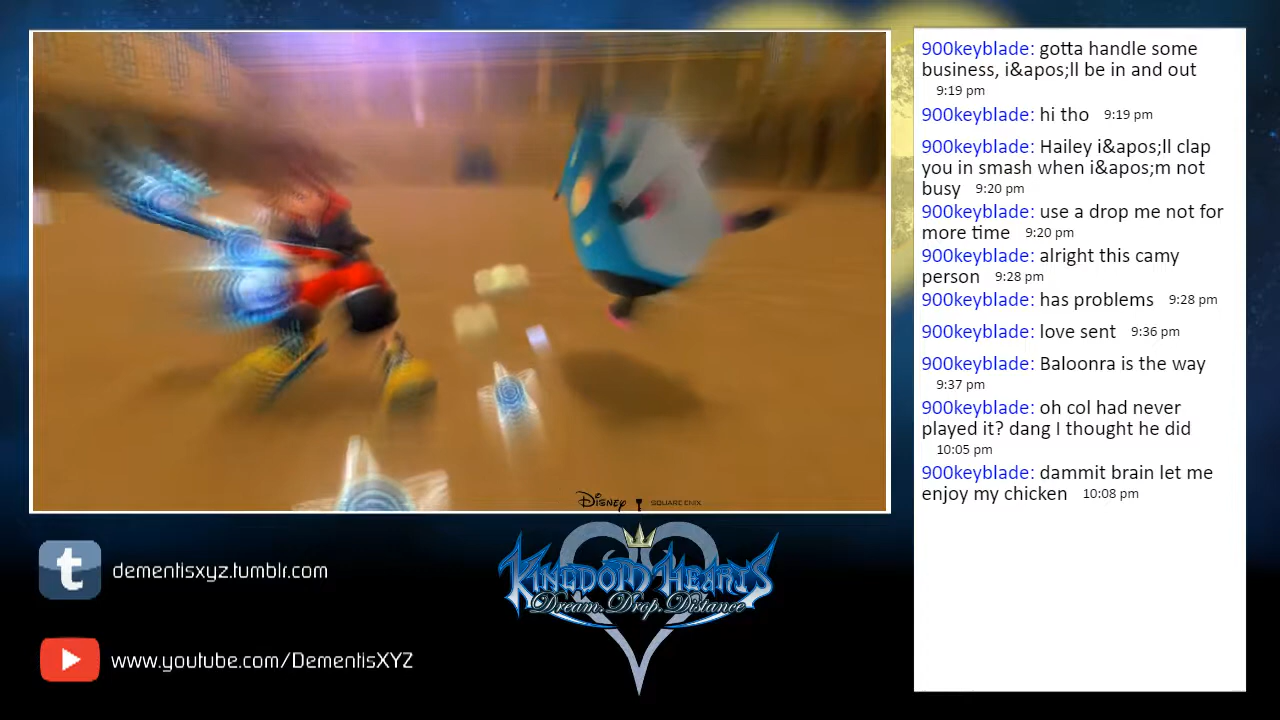 900keyblade: gotta handle some
business, i&apos;ll be in and out
9:19 pm
900keyblade: hi tho 9:19 pm
900keyblade: Hailey i&apos;ll clap
you in smash when i&apos;m not
busy 9:20 pm
900keyblade: use a drop me not for
more time 9:20 pm
900keyblade: alright this camy
person 9:28 pm
900keyblade: has problems 9:28 pm
900keyblade: love sent 9:36 pm
900keyblade: Baloonra is the way
9:37 pm
900keyblade: oh col had never
played it? dang I thought he did
10:05 pm
900keyblade: dammit brain let me
enjoy my chicken 10:08 pm
Disney SQUARE ENIX
t dementisxyz.tumblr.com
KINGDOM HEARTS
Dream.Drop.Distance
www.youtube.com/DementisXYZ